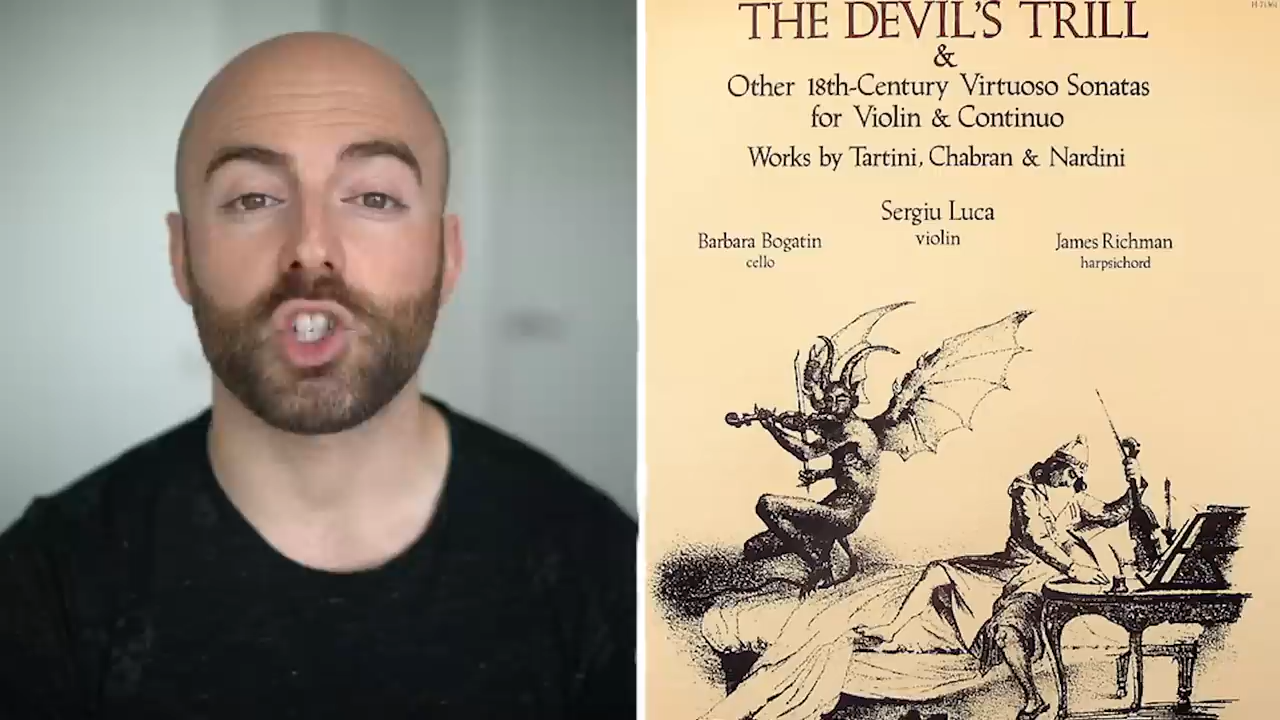 THE DEVIL'S TRILL
&
Other 18th-Century Virtuoso Sonatas
for Violin & Continuo
Works by Tartini, Chabran & Nardini
Sergiu Luca
violin
Barbara Bogatin
cello
James Richman
harpsichord